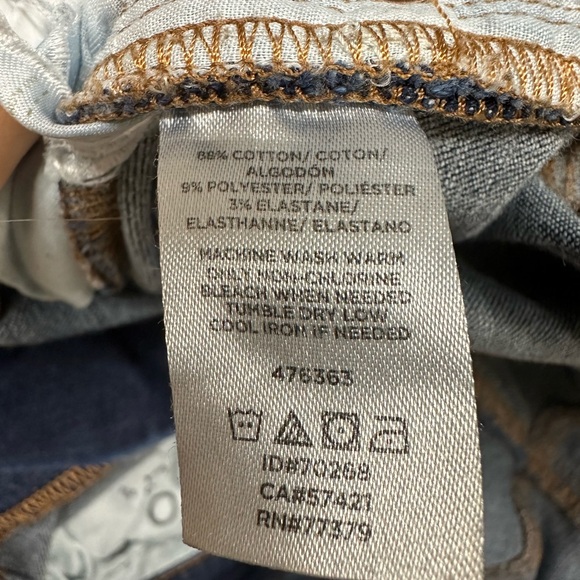 88% COTTON/ COTON/
ALGODÓN
9% POLYESTER/ POLIÉSTER
3% ELASTANE/
ELASTHANNE/ ELASTANO
MACHINE WASH WARM
ONLY NON-CHLORINE
BLEACH WHEN NEEDED
TUMBLE DRY LOW
COOL IRON IF NEEDED
476363
ID#70268
CA#57421
RN#77379